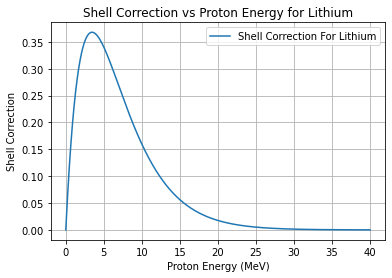 Shell Correction vs Proton Energy for Lithium
Shell Correction For Lithium
Shell Correction
0.35
0.30
0.25
0.20
0.15
0.10
0.05
0.00
0 5 10 15 20 25 30 35 40
Proton Energy (MeV)